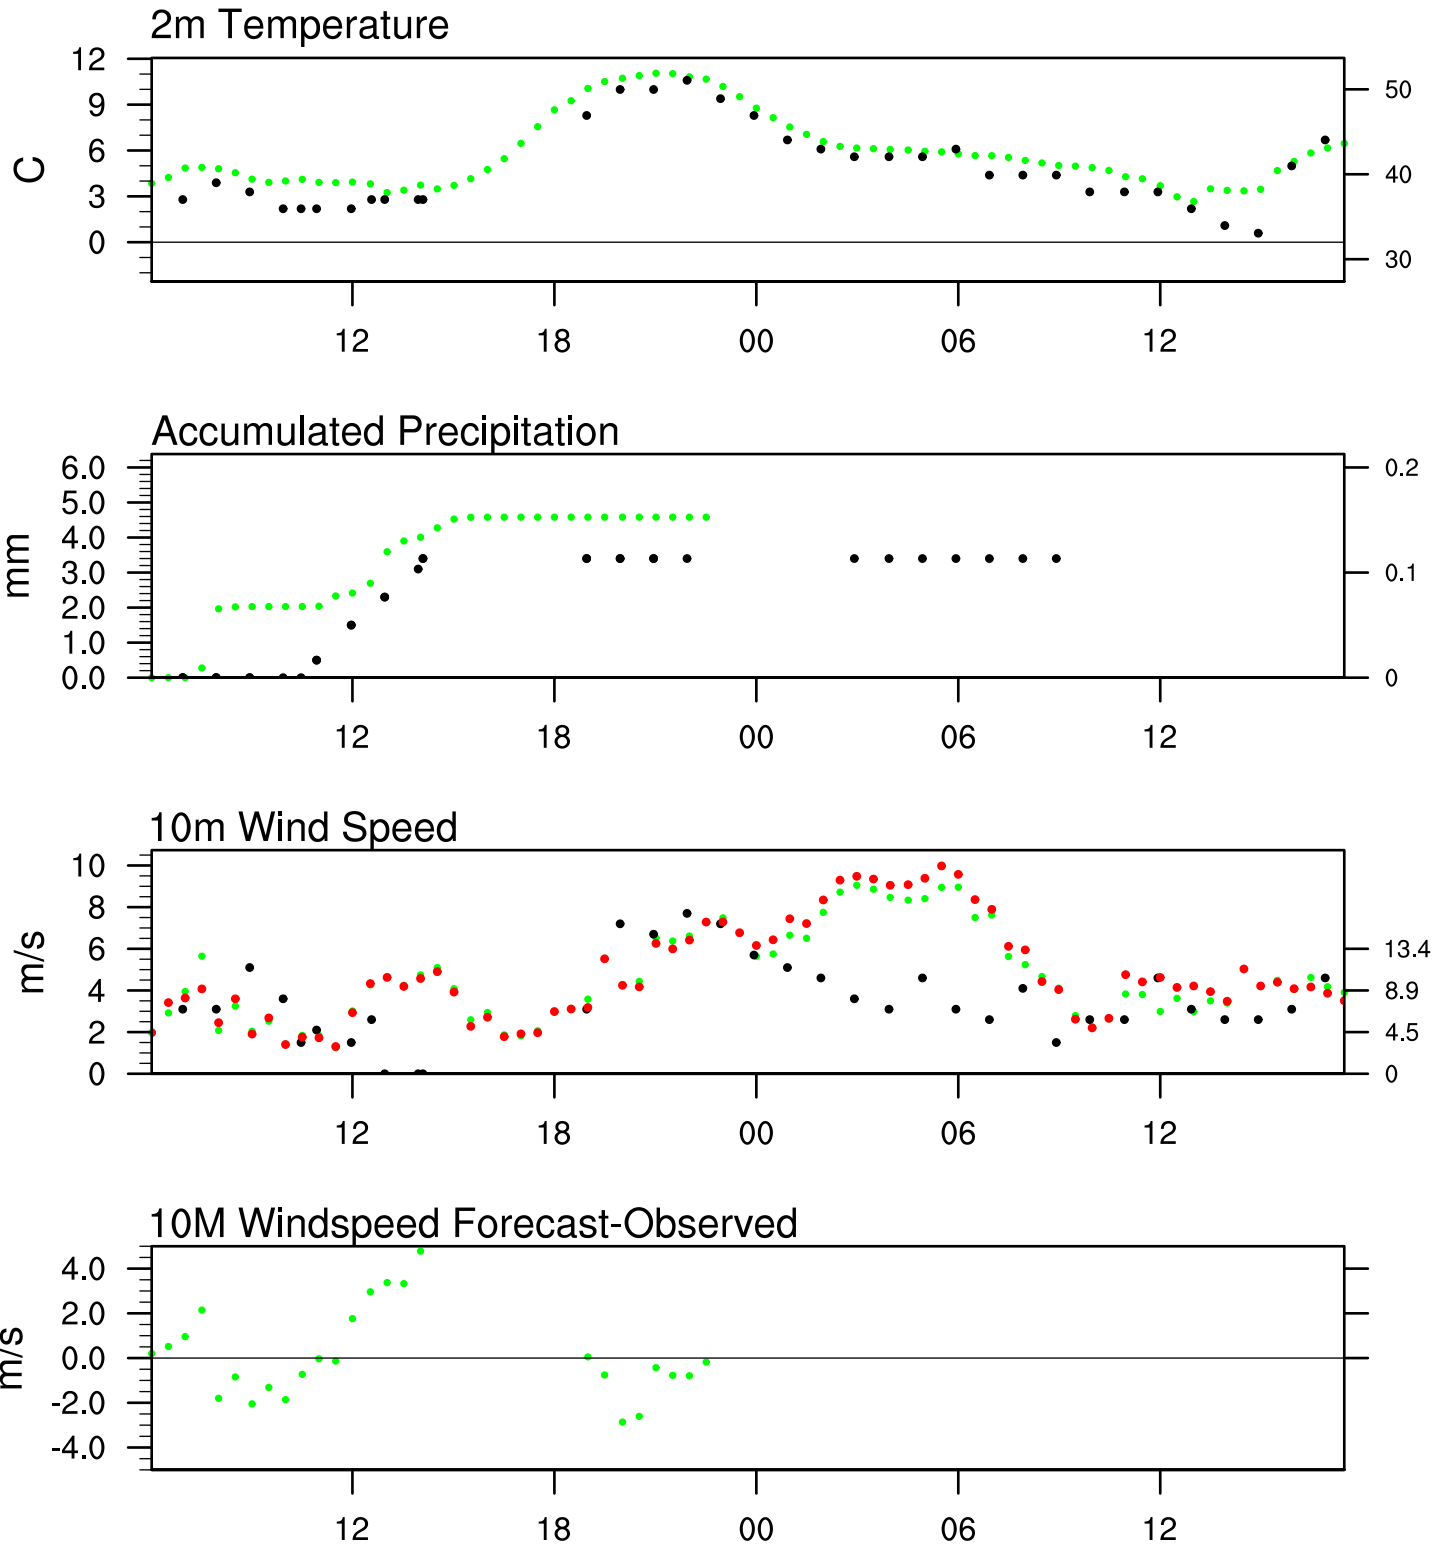 2m Temperature
12
9
6
3
0
C
50
40
30
12 18 00 06 12
Accumulated Precipitation
6.0
5.0
4.0
3.0
2.0
1.0
0.0
mm
0.2
0.1
0
12 18 00 06 12
10m Wind Speed
10
8
6
4
2
0
m/s
13.4
8.9
4.5
0
12 18 00 06 12
10M Windspeed Forecast-Observed
4.0
2.0
0.0
-2.0
-4.0
m/s
12 18 00 06 12